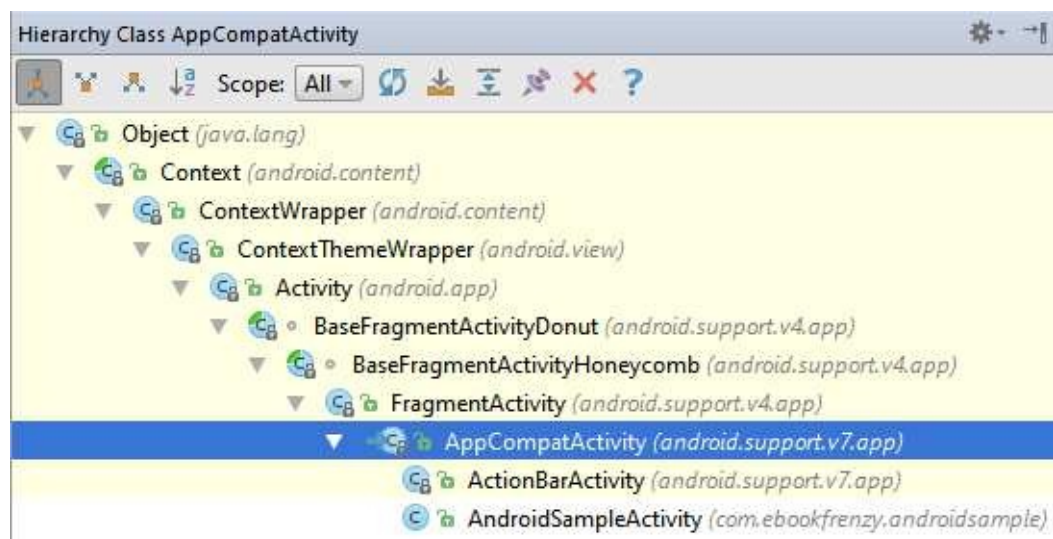 Hierarchy Class AppCompatActivity
Scope: All
Object (java.lang)
Context (android.content)
ContextWrapper (android.content)
ContextThemeWrapper (android.view)
Activity (android.app)
BaseFragmentActivityDonut (android.support.v4.app)
BaseFragmentActivityHoneycomb (android.support.v4.app)
FragmentActivity (android.support.v4.app)
AppCompatActivity (android.support.v7.app)
ActionBarActivity (android.support.v7.app)
AndroidSampleActivity (com.ebookfrenzy.androidsample)